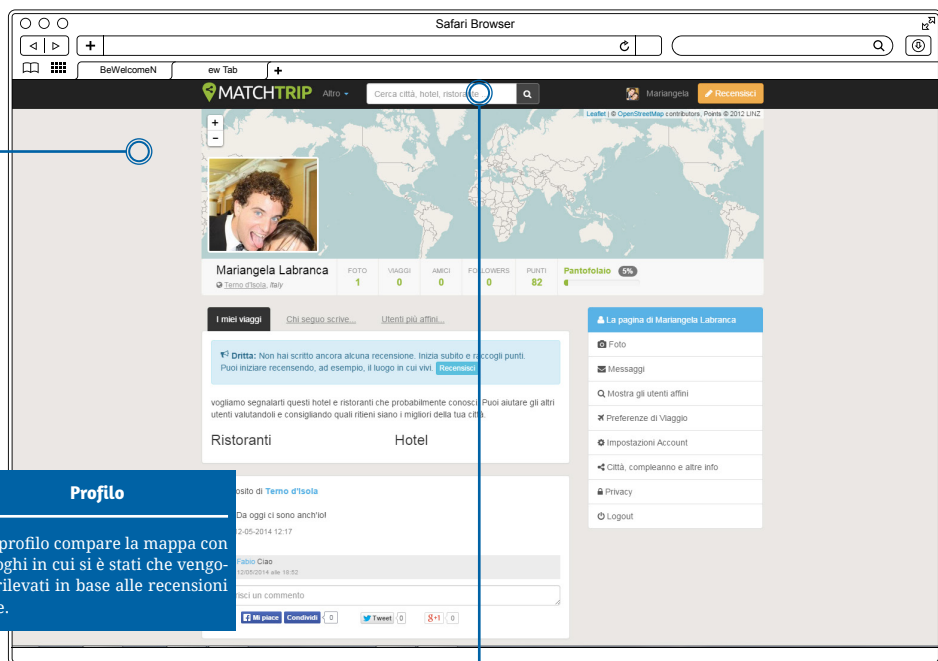 Safari Browser
BeWelcomeN
ew Tab
MATCHTRIP Altro Cerca città, hotel, ristorante ... Mariangela Recensisci
+
−
Leaflet | © OpenStreetMap contributors, Points © 2012 LINZ
Mariangela Labranca
Terno d'Isola, Italy
FOTO VIAGGI AMICI FOLLOWERS PUNTI
1 0 0 0 82
Pantofolaio 5%
I miei viaggi Chi seguo scrive... Utenti più affini...
Dritta: Non hai scritto ancora alcuna recensione. Inizia subito e raccogli punti.
Puoi iniziare recensendo, ad esempio, il luogo in cui vivi. Recensisci
vogliamo segnalarti questi hotel e ristoranti che probabilmente conosci. Puoi aiutare gli altri
utenti valutandoli e consigliando quali ritieni siano i migliori della tua città.
Ristoranti Hotel
La pagina di Mariangela Labranca
Foto
Messaggi
Mostra gli utenti affini
Preferenze di Viaggio
Impostazioni Account
Città, compleanno e altre info
Privacy
Logout
Profilo
profilo compare la mappa con
oghi in cui si è stati che vengo-
rilevati in base alle recensioni
e.
osito di Terno d'Isola
Da oggi ci sono anch'io!
12-05-2014 12:17
Fabio Ciao
12/05/2014 alle 18:52
risci un commento
Mi piace Condividi 0 Tweet 0 g+1 0